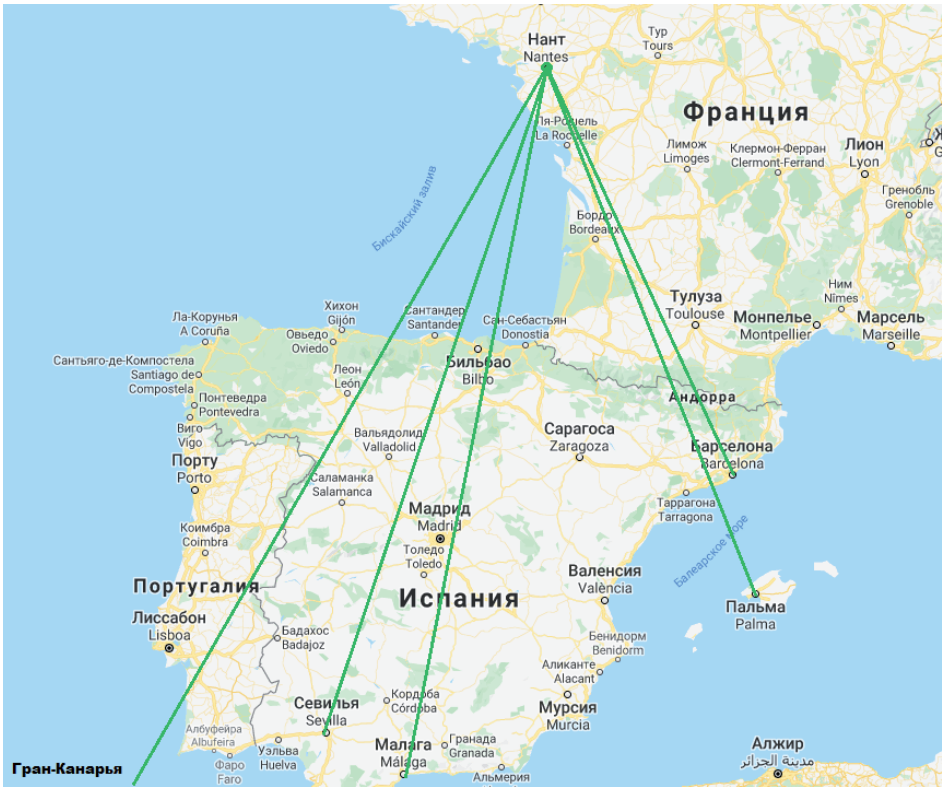 Нант
Nantes
Тур
Tours
Франция
Ля-Рошель
La Rochelle
Лимож
Limoges
Клермон-Ферран
Clermont-Ferrand
Лион
Lyon
Ж
G
Гренобль
Grenoble
Бискайский залив
Бордо
Bordeaux
Ним
Nîmes
Тулуза
Toulouse
Монпелье
Montpellier
Марсель
Marseille
Ла-Корунья
A Coruña
Хихон
Gijón
Овьедо
Oviedo
Сантандер
Santander
Сан-Себастьян
Donostia
Сантьяго-де-Компостела
Santiago de
Compostela
Леон
León
Бильбао
Bilbo
Понтеведра
Pontevedra
Андорра
Виго
Vigo
Вальядолид
Valladolid
Сарагоса
Zaragoza
Барселона
Barcelona
Порту
Porto
Саламанка
Salamanca
Таррагона
Tarragona
Мадрид
Madrid
Коимбра
Coimbra
Толедо
Toledo
Балеарское море
Португалия
Испания
Валенсия
València
Пальма
Palma
Лиссабон
Lisboa
Бадахос
Badajoz
Бенидорм
Benidorm
Аликанте
Alacant
Севилья
Sevilla
Кордоба
Córdoba
Мурсия
Murcia
Албуфейра
Albufeira
Уэльва
Huelva
Малага
Málaga
Гранада
Granada
Алжир
مدينة الجزائر
Гран-Канарья
Фаро
Faro
Альмерия